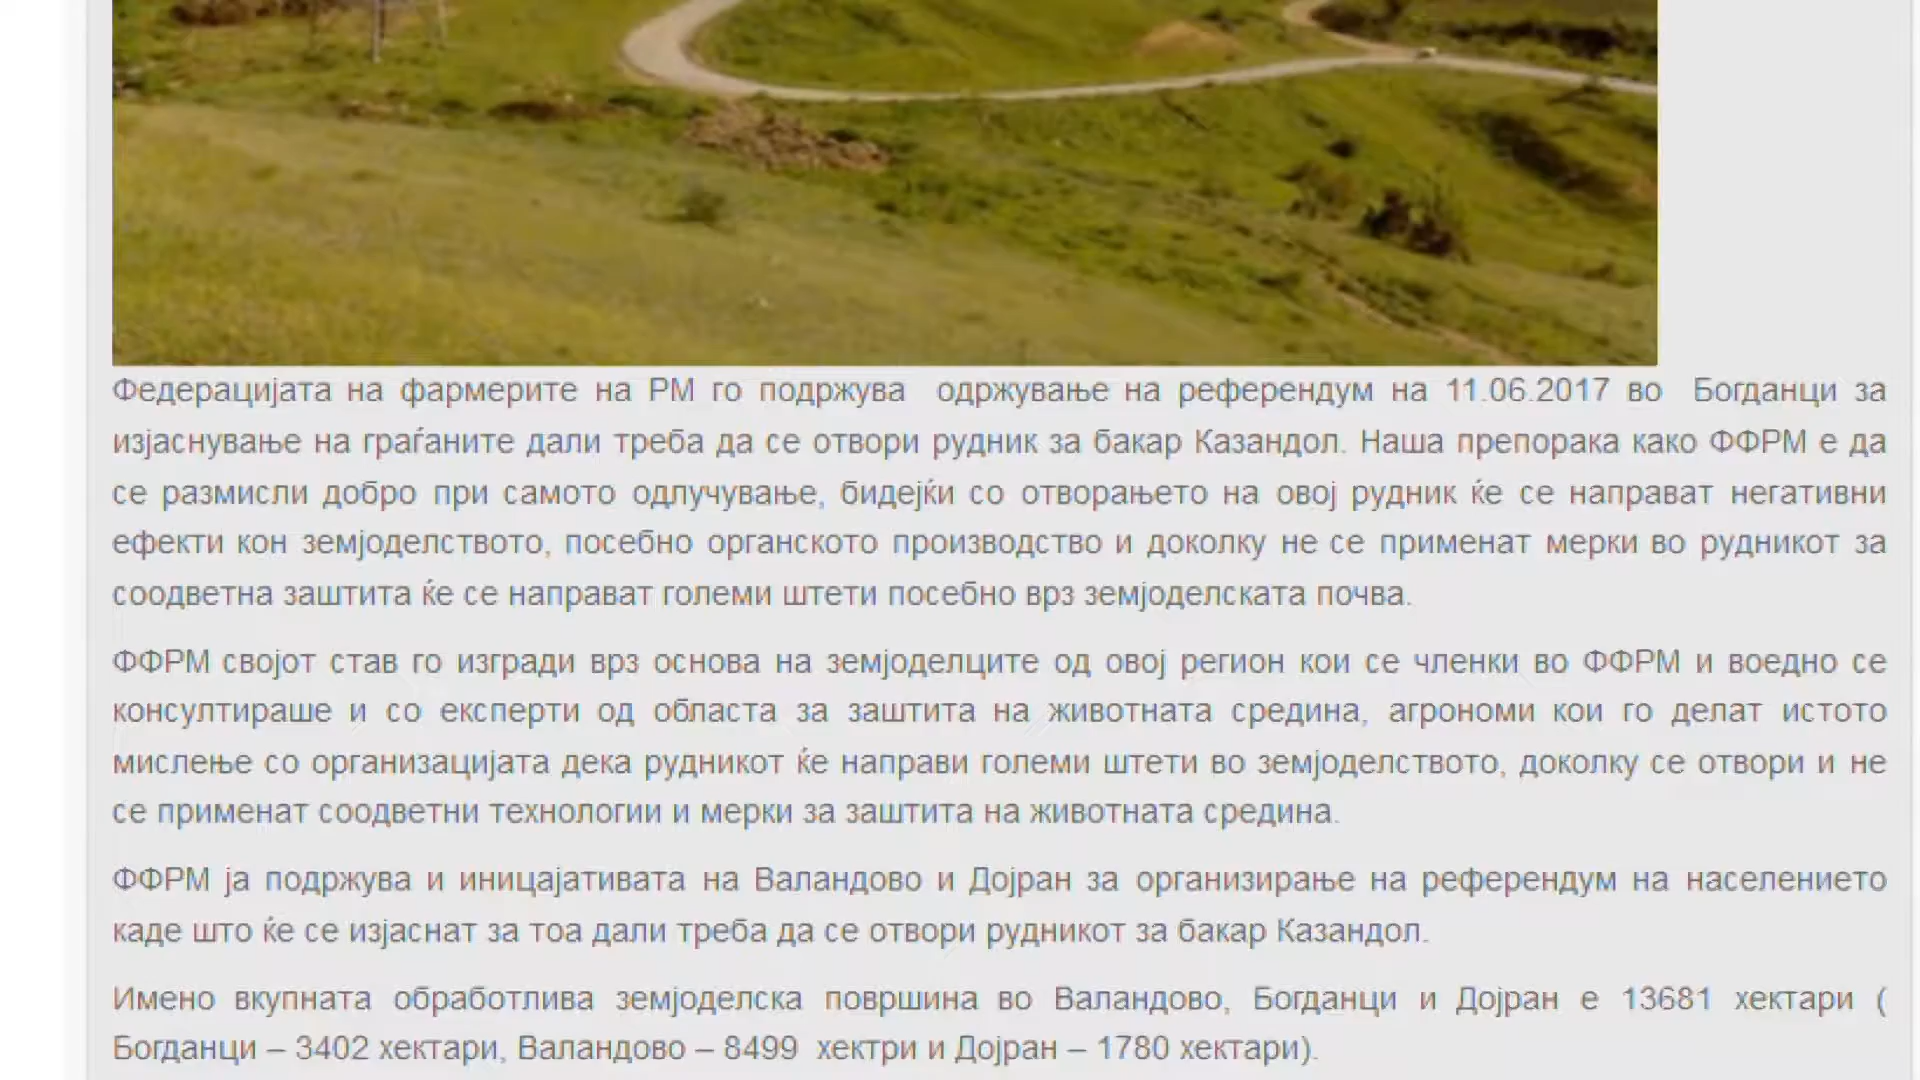 Федерацијата на фармерите на РМ го подржува одржување на референдум на 11.06.2017 во Богданци за
изјаснување на граѓаните дали треба да се отвори рудник за бакар Казандол. Наша препорака како ФФРМ е да
се размисли добро при самото одлучување, бидејќи со отворањето на овој рудник ќе се направат негативни
ефекти кон земјоделството, посебно органското производство и доколку не се применат мерки во рудникот за
соодветна заштита ќе се направат големи штети посебно врз земјоделската почва.
ФФРМ својот став го изгради врз основа на земјоделците од овој регион кои се членки во ФФРМ и воедно се
консултираше и со експерти од областа за заштита на животната средина, агрономи кои го делат истото
мислење со организацијата дека рудникот ќе направи големи штети во земјоделството, доколку се отвори и не
се применат соодветни технологии и мерки за заштита на животната средина.
ФФРМ ја подржува и иницајативата на Валандово и Дојран за организирање на референдум на населението
каде што ќе се изјаснат за тоа дали треба да се отвори рудникот за бакар Казандол.
Имено вкупната обработлива земјоделска површина во Валандово, Богданци и Дојран е 13681 хектари (
Богданци – 3402 хектари, Валандово – 8499 хектри и Дојран – 1780 хектари).